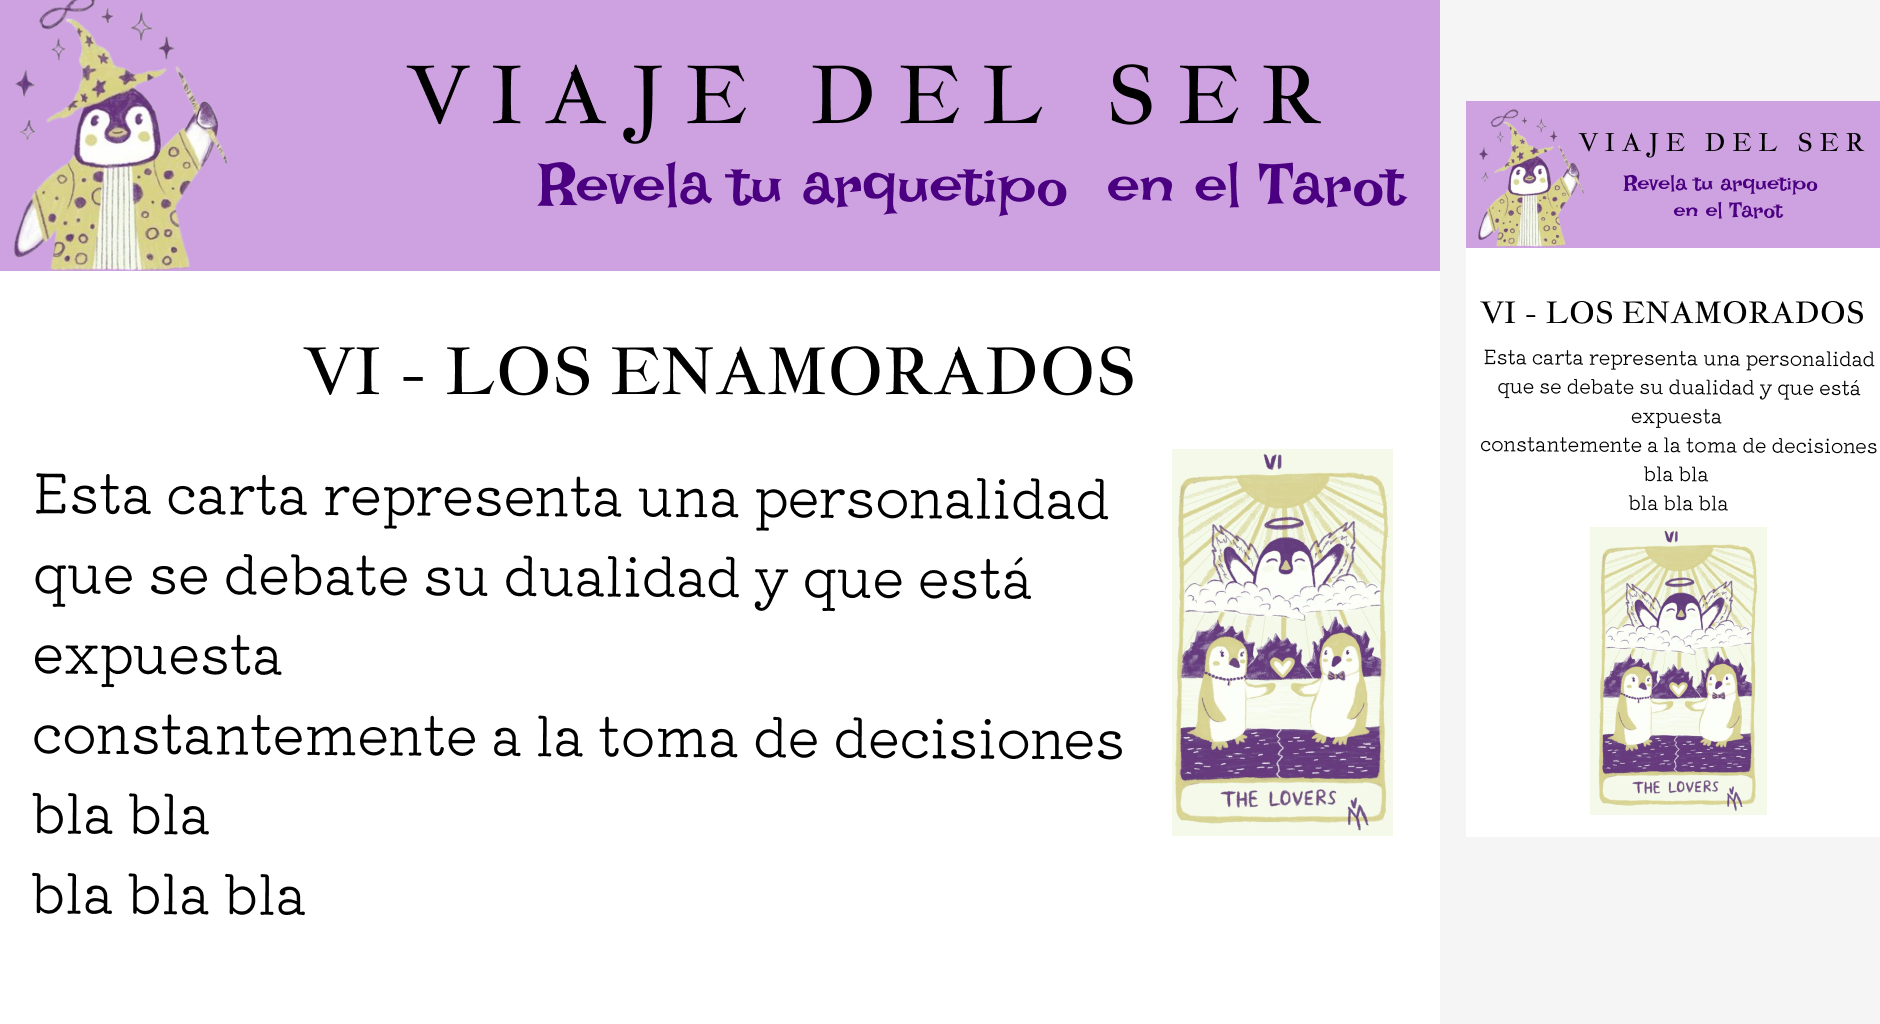 VIAJE DEL SER
Revela tu arquetipo en el Tarot
VI - LOS ENAMORADOS
Esta carta representa una personalidad
que se debate su dualidad y que está
expuesta
constantemente a la toma de decisiones
bla bla
bla bla bla
VI
THE LOVERS
VIAJE DEL SER
Revela tu arquetipo
en el Tarot
VI - LOS ENAMORADOS
Esta carta representa una personalidad
que se debate su dualidad y que está
expuesta
constantemente a la toma de decisiones
bla bla
bla bla bla
VI
THE LOVERS